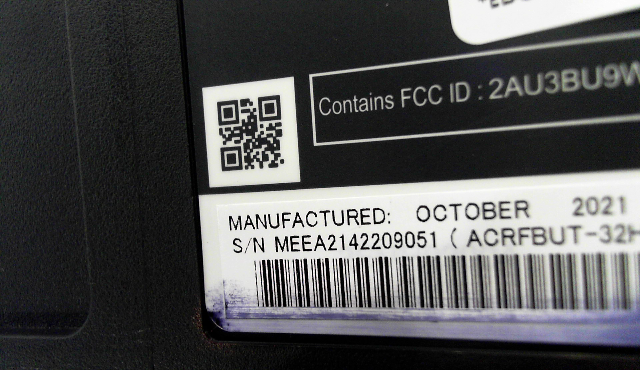 Contains FCC ID : 2AU3BU9W
MANUFACTURED: OCTOBER 2021
S/N MEEA2142209051 ( ACRFBUT-32H